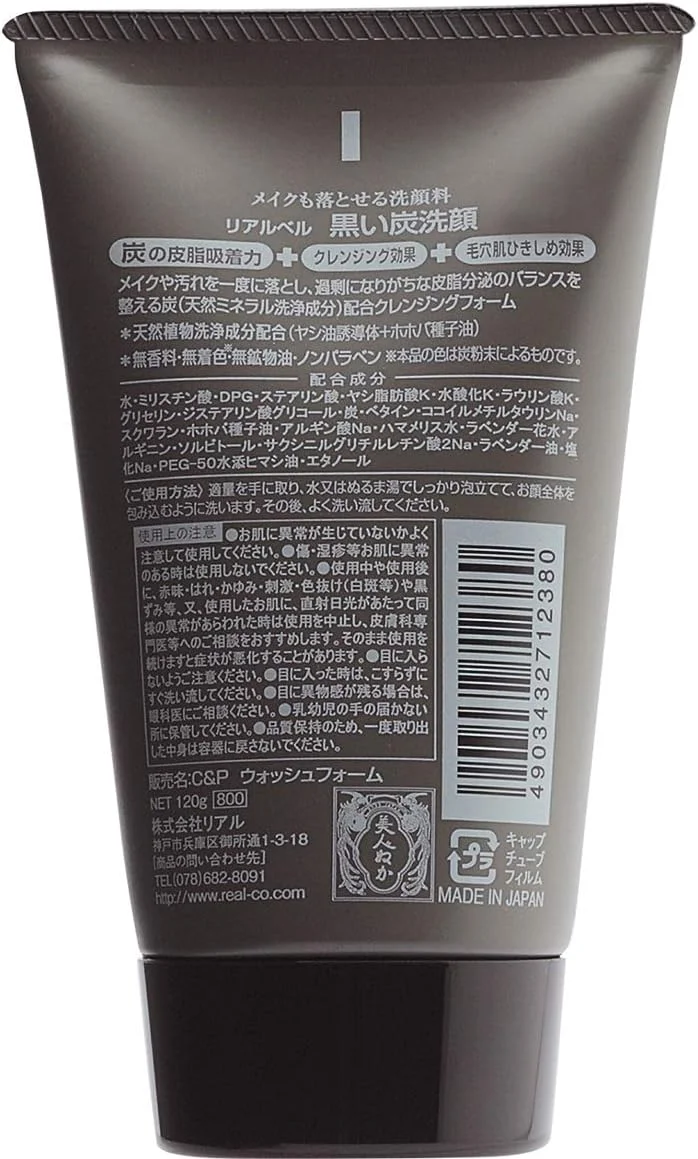 メイクも落とせる洗顔料
リアルベル 黒い炭洗顔
炭の皮脂吸着力 + クレンジング効果 + 毛穴肌ひきしめ効果
メイクや汚れを一度に落とし、過剰になりがちな皮脂分泌のバランスを
整える炭(天然ミネラル洗浄成分)配合クレンジングフォーム
*天然植物洗浄成分配合(ヤシ油誘導体+ホホバ種子油)
*無香料・無着色※無鉱物油・ノンパラベン ※本品の色は炭粉末によるものです。
配合成分
水・ミリスチン酸・DPG・ステアリン酸・ヤシ脂肪酸K・水酸化K・ラウリン酸K・
グリセリン・ジステアリン酸グリコール・炭・ベタイン・ココイルメチルタウリンNa・
スクワラン・ホホバ種子油・アルギン酸Na・ハマメリス水・ラベンダー花水・ア
ルギニン・ソルビトール・サクシニルグリチルレチン酸2Na・ラベンダー油・塩
化Na・PEG-50水添ヒマシ油・エタノール
〈ご使用方法〉適量を手に取り、水又はぬるま湯でしっかり泡立てて、お顔全体を
包み込むように洗います。その後、よく洗い流してください。
使用上の注意 ●お肌に異常が生じていないかよく
注意して使用してください。●傷・湿疹等お肌に異常
のある時は使用しないでください。●使用中や使用後
に、赤味・はれ・かゆみ・刺激・色抜け(白斑等)や黒
ずみ等、又、使用したお肌に、直射日光があたって同
様の異常があらわれた時は使用を中止し、皮膚科専
門医等へのご相談をおすすめします。そのまま使用を
続けますと症状が悪化することがあります。●目に入ら
ないようご注意ください。●目に入った時は、こすらずに
すぐ洗い流してください。●目に異物感が残る場合は、
眼科医にご相談ください。●乳幼児の手の届かない
所に保管してください。●品質保持のため、一度取り出
した中身は容器に戻さないでください。
4903432712380
販売名:C&P ウォッシュフォーム
NET 120g 800
株式会社リアル
神戸市兵庫区御所通1-3-18
[商品の問い合わせ先]
TEL(078)682-8091
http://www.real-co.com
美人ぬか
プラ
キャップ
チューブ
フィルム
MADE IN JAPAN